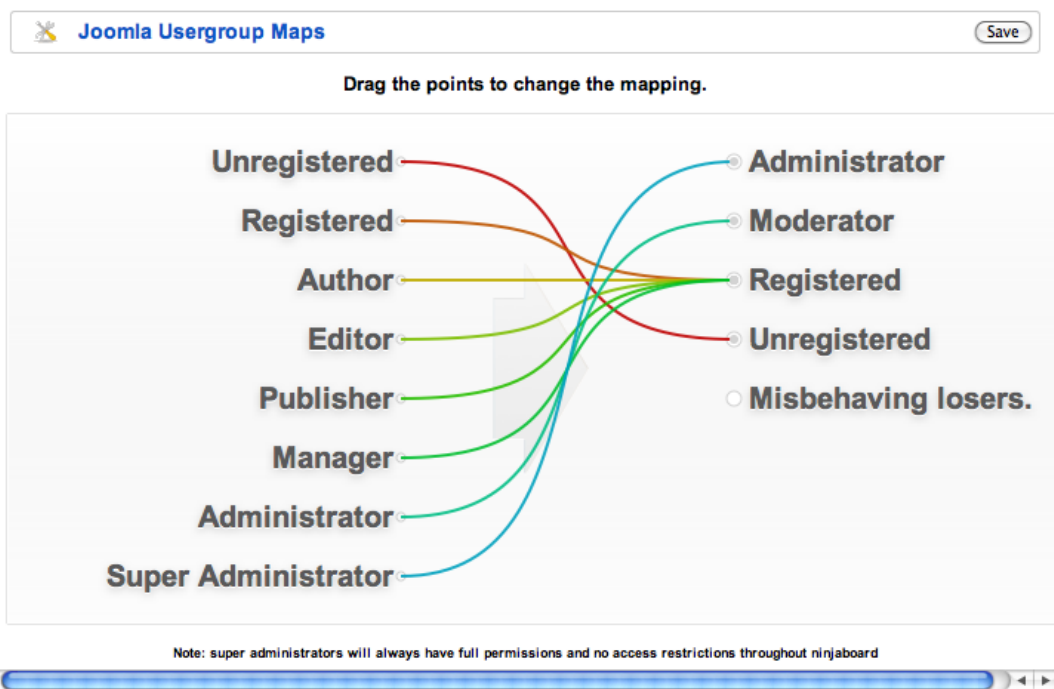 Joomla Usergroup Maps
Save
Drag the points to change the mapping.
Unregistered
Registered
Author
Editor
Publisher
Manager
Administrator
Super Administrator
Administrator
Moderator
Registered
Unregistered
Misbehaving losers.
Note: super administrators will always have full permissions and no access restrictions throughout ninjaboard